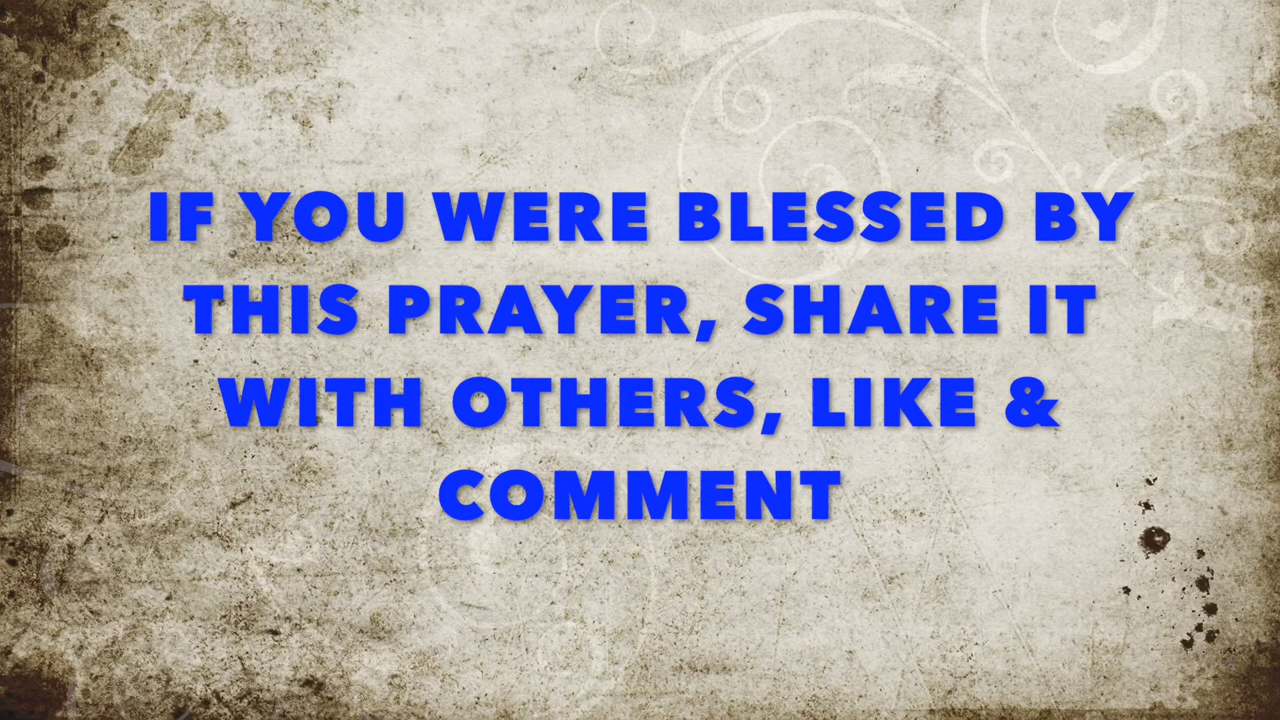 IF YOU WERE BLESSED BY
THIS PRAYER, SHARE IT
WITH OTHERS, LIKE &
COMMENT